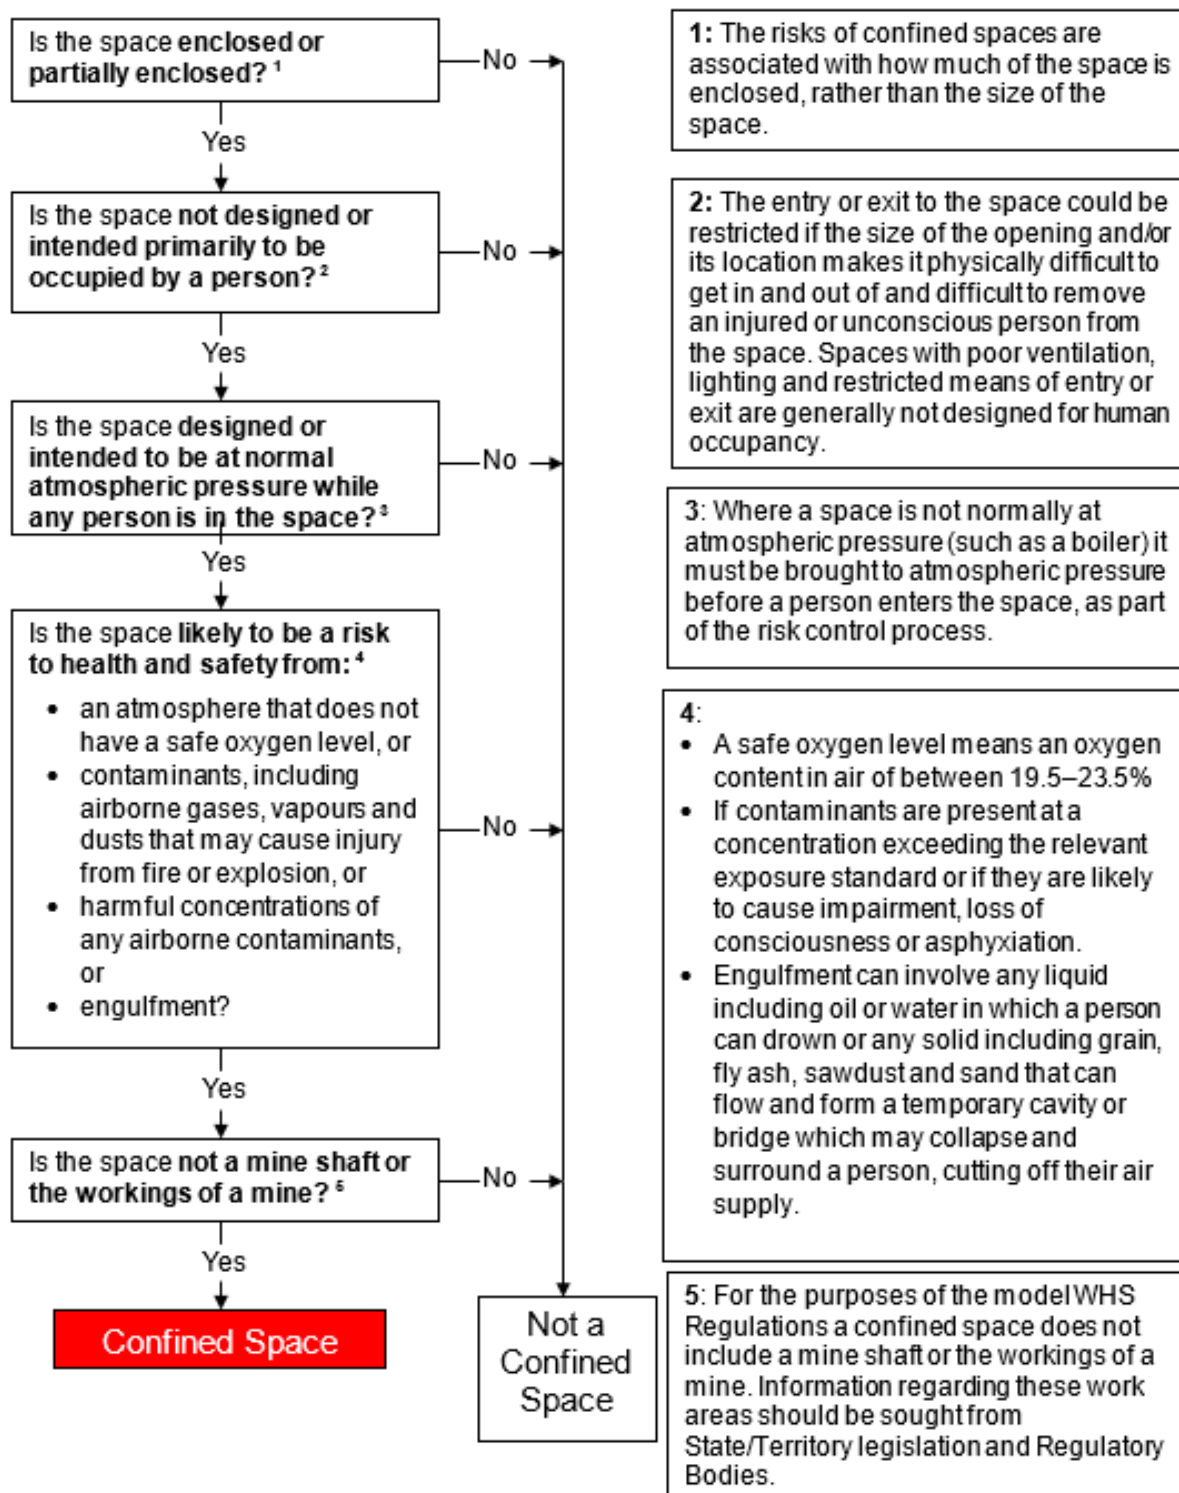 Is the space enclosed or
partially enclosed? 1
No
Yes
Is the space not designed or
intended primarily to be
occupied by a person? 2
No
Yes
Is the space designed or
intended to be at normal
atmospheric pressure while
any person is in the space? 3
No
Yes
Is the space likely to be a risk
to health and safety from: 4
• an atmosphere that does not
have a safe oxygen level, or
• contaminants, including
airborne gases, vapours and
dusts that may cause injury
from fire or explosion, or
• harmful concentrations of
any airborne contaminants,
or
• engulfment?
No
Yes
Is the space not a mine shaft or
the workings of a mine? 5
No
Yes
Confined Space
Not a
Confined
Space
1: The risks of confined spaces are
associated with how much of the space is
enclosed, rather than the size of the
space.
2: The entry or exit to the space could be
restricted if the size of the opening and/or
its location makes it physically difficult to
get in and out of and difficult to remove
an injured or unconscious person from
the space. Spaces with poor ventilation,
lighting and restricted means of entry or
exit are generally not designed for human
occupancy.
3: Where a space is not normally at
atmospheric pressure (such as a boiler) it
must be brought to atmospheric pressure
before a person enters the space, as part
of the risk control process.
4:
• A safe oxygen level means an oxygen
content in air of between 19.5–23.5%
• If contaminants are present at a
concentration exceeding the relevant
exposure standard or if they are likely
to cause impairment, loss of
consciousness or asphyxiation.
• Engulfment can involve any liquid
including oil or water in which a person
can drown or any solid including grain,
fly ash, sawdust and sand that can
flow and form a temporary cavity or
bridge which may collapse and
surround a person, cutting off their air
supply.
5: For the purposes of the model WHS
Regulations a confined space does not
include a mine shaft or the workings of a
mine. Information regarding these work
areas should be sought from
State/Territory legislation and Regulatory
Bodies.